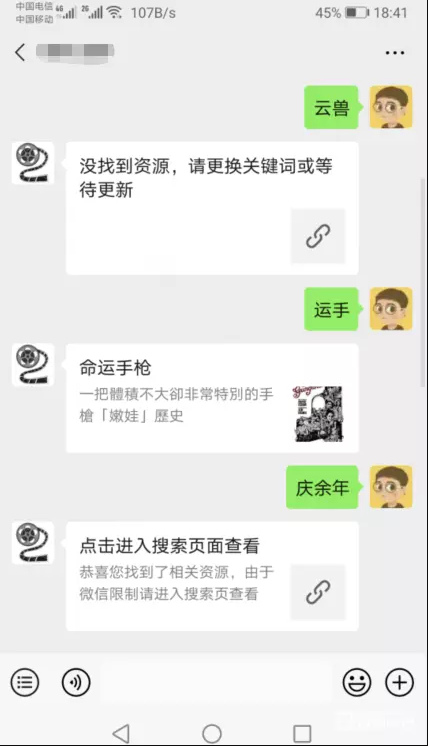 中国电信 4G 2G 107B/s 45% 18:41
中国移动
云兽
没找到资源，请更换关键词或等
待更新
运手
命运手枪
一把體積不大卻非常特別的手
槍「嫩娃」歷史
庆余年
点击进入搜索页面查看
恭喜您找到了相关资源，由于
微信限制请进入搜索页查看